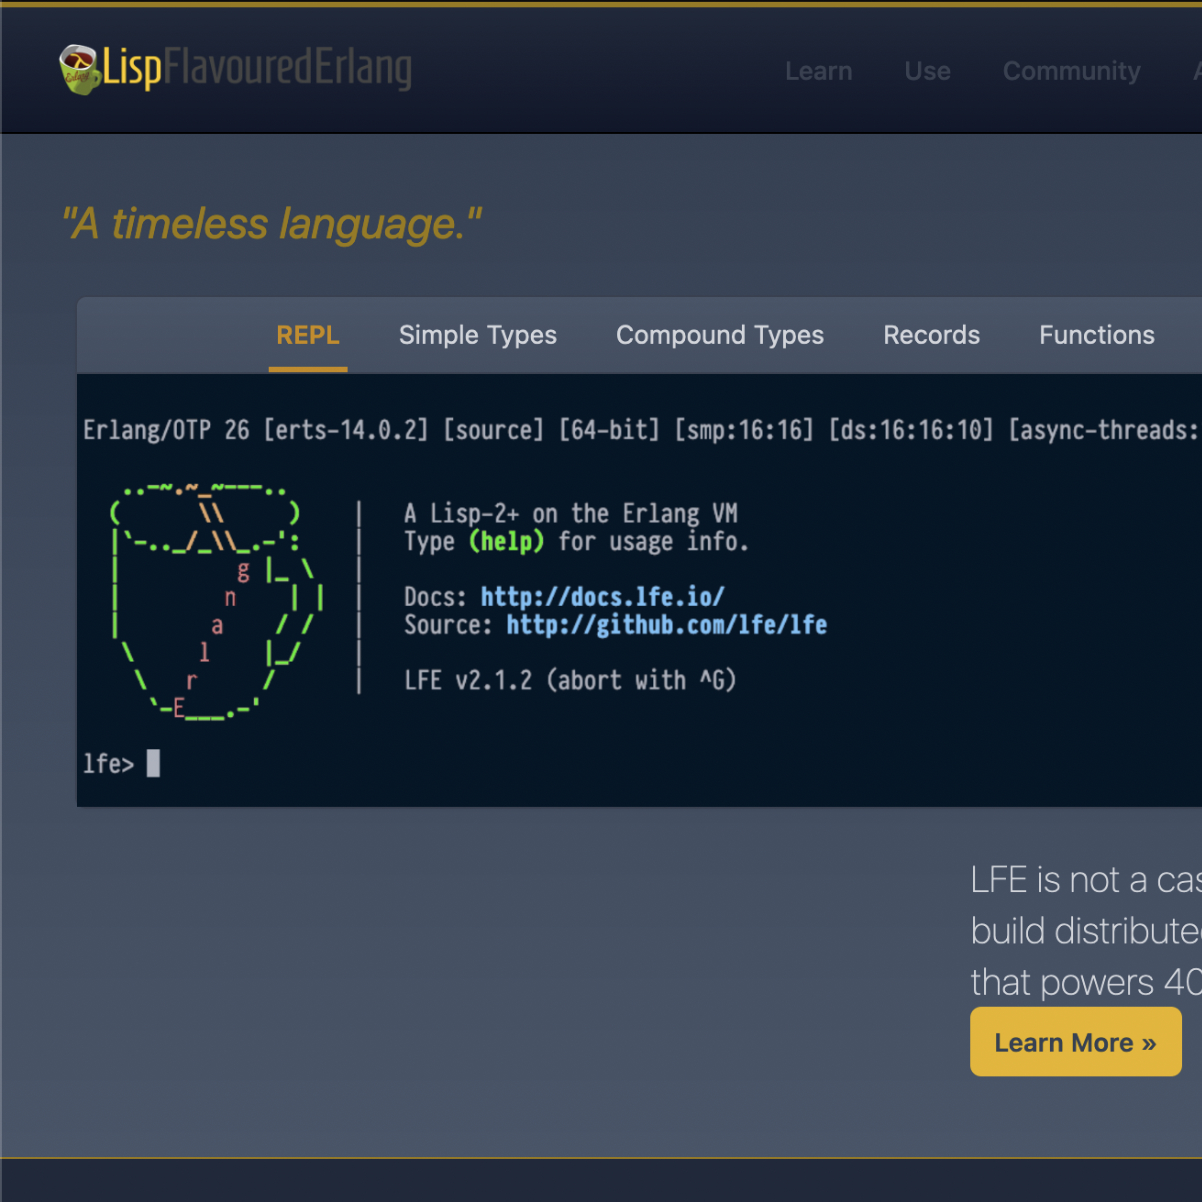 LispFlavouredErlang
Learn Use Community
"A timeless language."
REPL Simple Types Compound Types Records Functions
Erlang/OTP 26 [erts-14.0.2] [source] [64-bit] [smp:16:16] [ds:16:16:10] [async-threads:
A Lisp-2+ on the Erlang VM
Type (help) for usage info.
Docs: http://docs.lfe.io/
Source: http://github.com/lfe/lfe
LFE v2.1.2 (abort with ^G)
Erlang
lfe>
LFE is not a
build
that powers 40
Learn More »